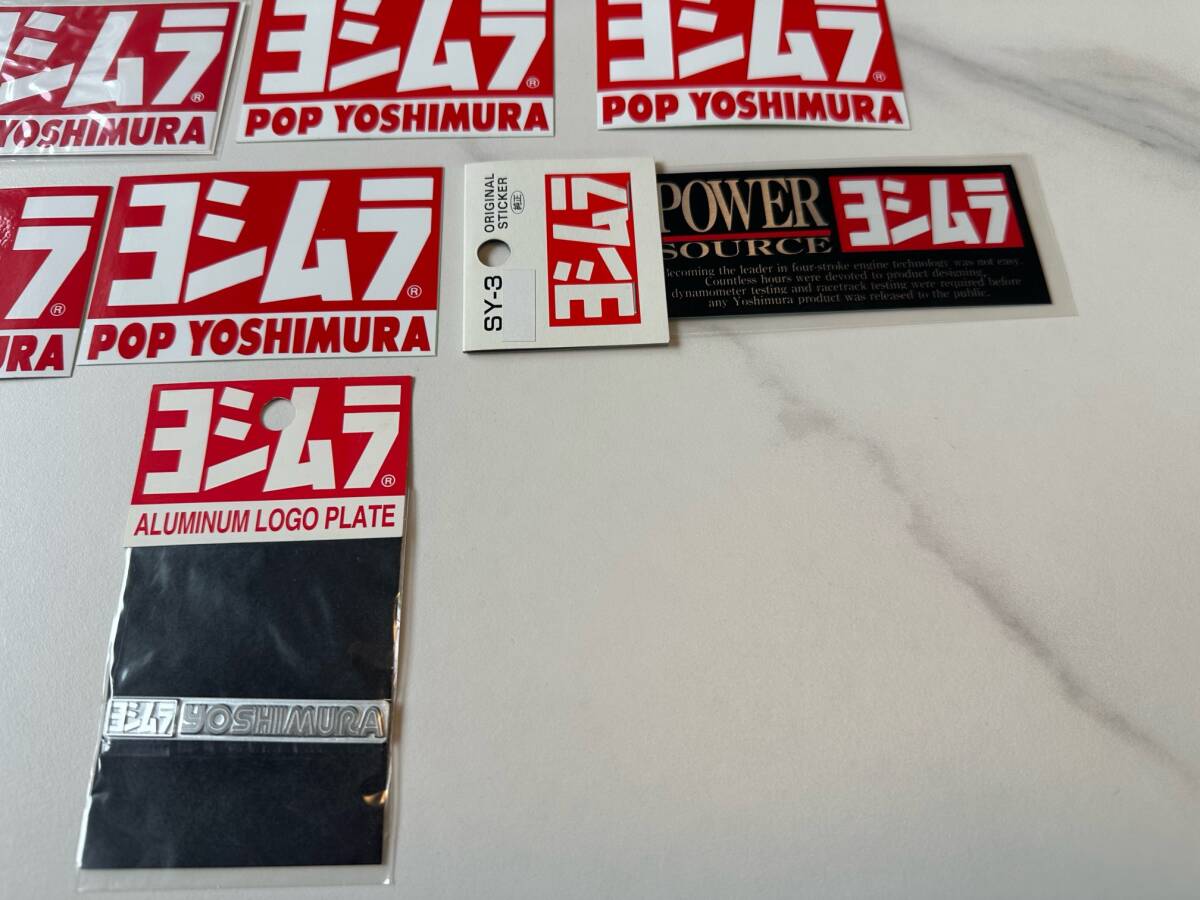 ヨシムラ®
YOSHIMURA
ヨシムラ®
POP YOSHIMURA
ヨシムラ®
POP YOSHIMURA
ラ®
URA
ヨシムラ®
POP YOSHIMURA
SY-3
ORIGINAL
STICKER
純正
ヨシムラ
POWER
SOURCE
ヨシムラ
Becoming the leader in four-stroke engine technology was not easy.
Countless hours were devoted to product designing,
dynamometer testing and racetrack testing were required before
any Yoshimura product was released to the public.
ヨシムラ®
ALUMINUM LOGO PLATE
ヨシムラ YOSHIMURA